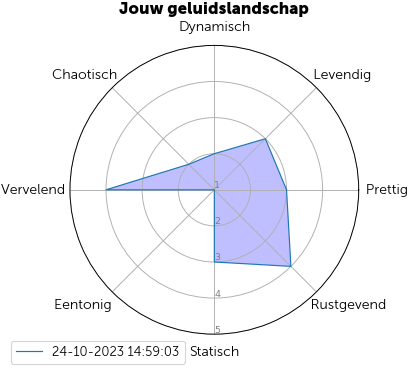 Jouw geluidslandschap
Dynamisch
Chaotisch
Levendig
Vervelend
1
Prettig
2
3
4
Eentonig
Rustgevend
5
24-10-2023 14:59:03
Statisch